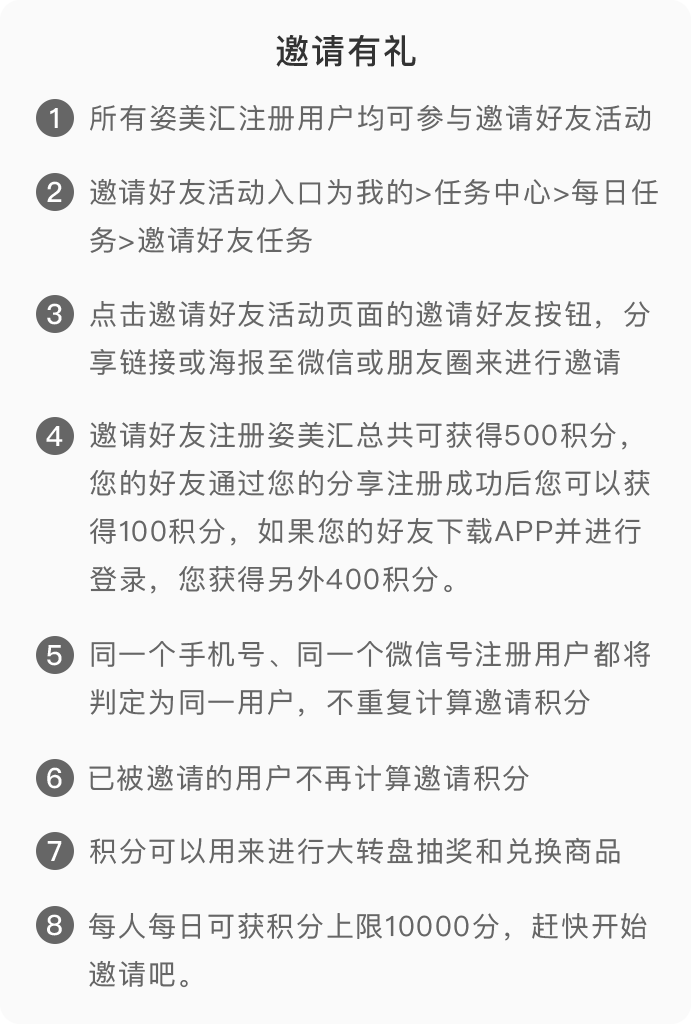 邀请有礼
1 所有姿美汇注册用户均可参与邀请好友活动
2 邀请好友活动入口为我的>任务中心>每日任
务>邀请好友任务
3 点击邀请好友活动页面的邀请好友按钮，分
享链接或海报至微信或朋友圈来进行邀请
4 邀请好友注册姿美汇总共可获得500积分，
您的好友通过您的分享注册成功后您可以获
得100积分，如果您的好友下载APP并进行
登录，您获得另外400积分。
5 同一个手机号、同一个微信号注册用户都将
判定为同一用户，不重复计算邀请积分
6 已被邀请的用户不再计算邀请积分
7 积分可以用来进行大转盘抽奖和兑换商品
8 每人每日可获积分上限10000分，赶快开始
邀请吧。